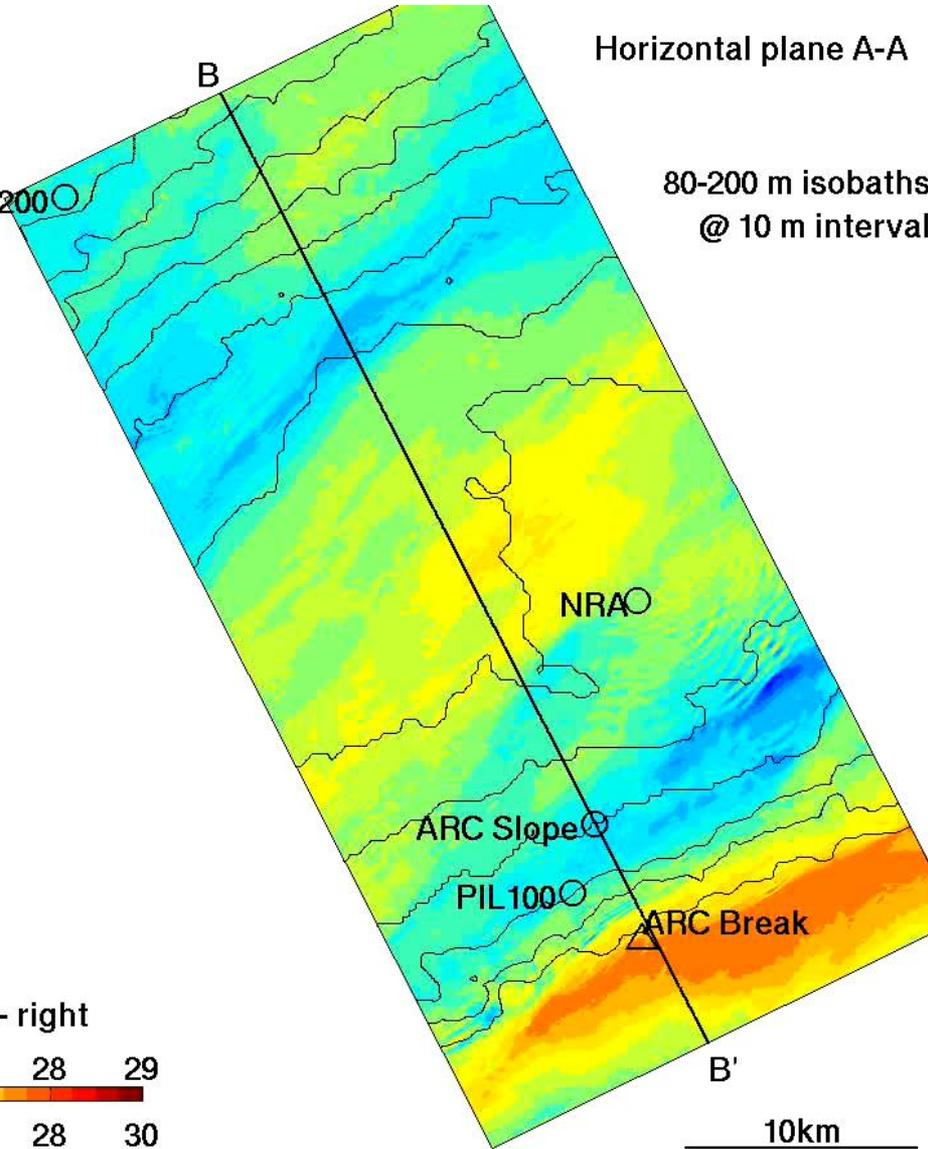 Horizontal plane A-A
B
80-200 m isobaths
@ 10 m interval
200
NRA
ARC Slope
PIL100
ARC Break
- right
28 29
B'
28 30
10km